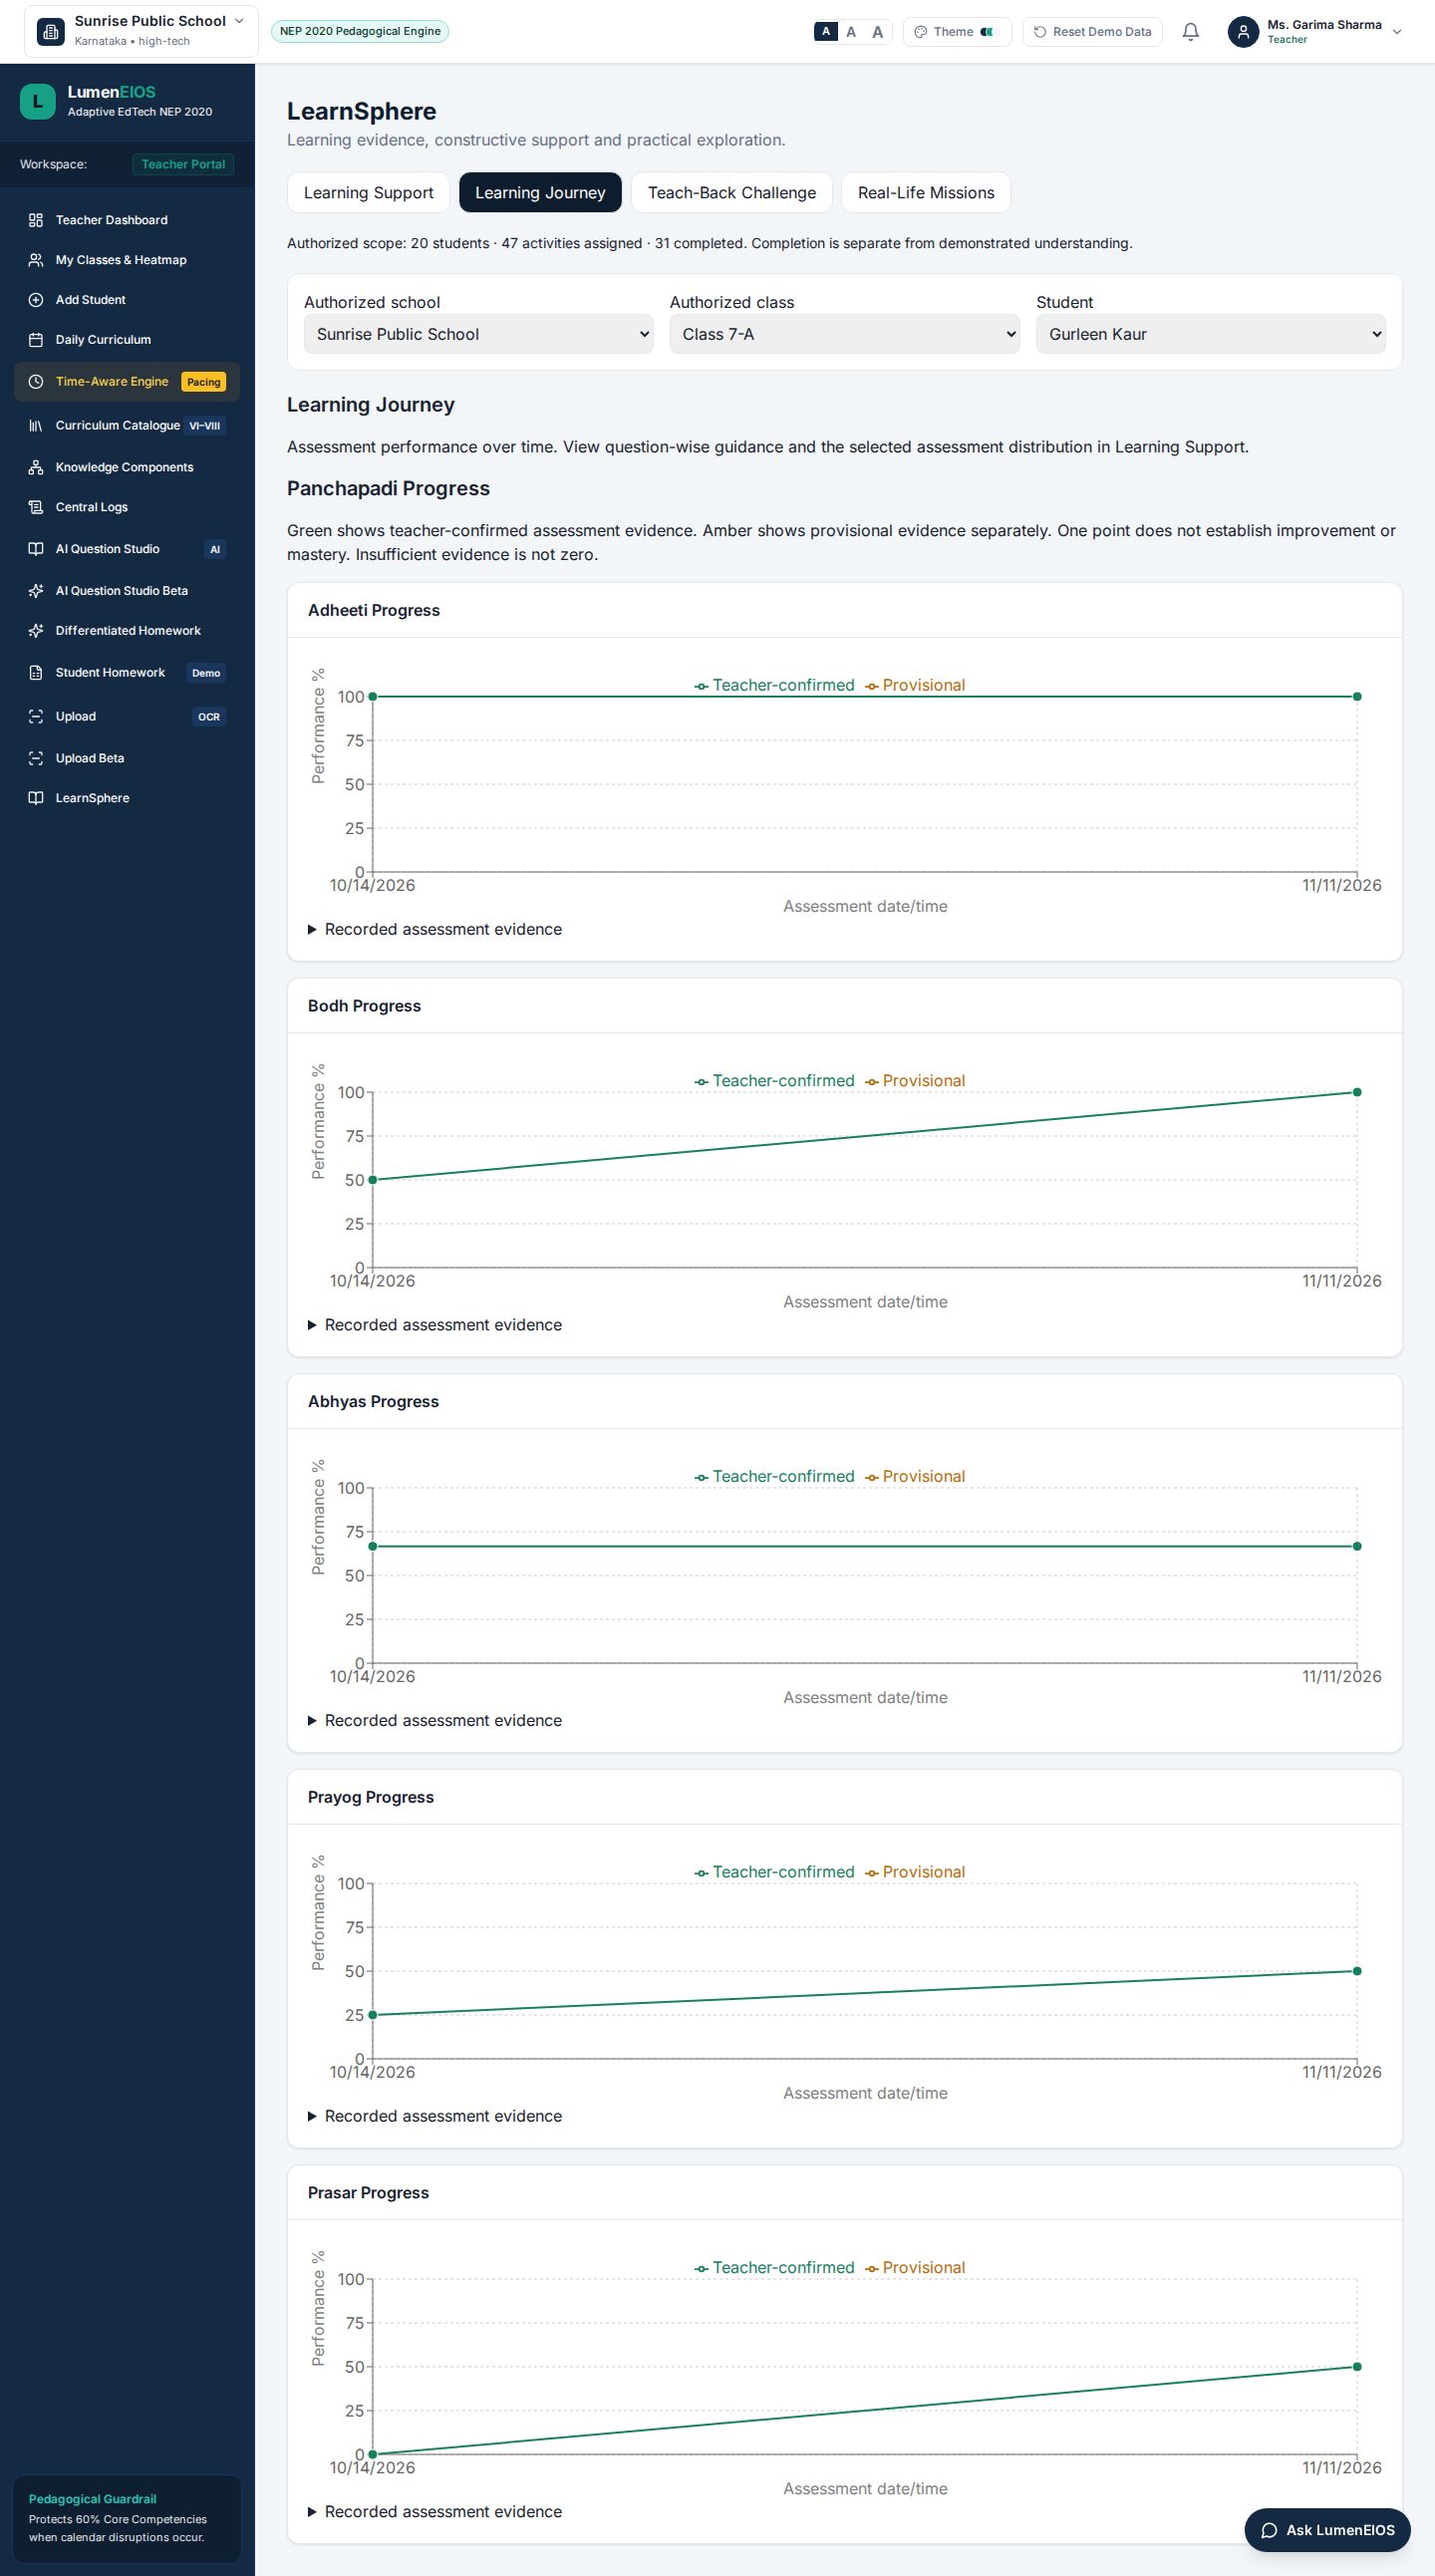 Sunrise Public School
Karnataka • high-tech
NEP 2020 Pedagogical Engine
A A A
Theme
Reset Demo Data
Ms. Garima Sharma
Teacher
L
LumenEIOS
Adaptive EdTech NEP 2020
Workspace: Teacher Portal
Teacher Dashboard
My Classes & Heatmap
Add Student
Daily Curriculum
Time-Aware Engine Pacing
Curriculum Catalogue VI–VIII
Knowledge Components
Central Logs
AI Question Studio AI
AI Question Studio Beta
Differentiated Homework
Student Homework Demo
Upload OCR
Upload Beta
LearnSphere
Pedagogical Guardrail
Protects 60% Core Competencies
when calendar disruptions occur.
LearnSphere
Learning evidence, constructive support and practical exploration.
Learning Support Learning Journey Teach-Back Challenge Real-Life Missions
Authorized scope: 20 students · 47 activities assigned · 31 completed. Completion is separate from demonstrated understanding.
Authorized school Authorized class Student
Sunrise Public School Class 7-A Gurleen Kaur
Learning Journey
Assessment performance over time. View question-wise guidance and the selected assessment distribution in Learning Support.
Panchapadi Progress
Green shows teacher-confirmed assessment evidence. Amber shows provisional evidence separately. One point does not establish improvement or
mastery. Insufficient evidence is not zero.
Adheeti Progress
Teacher-confirmed Provisional
Performance %
100
75
50
25
0
10/14/2026 11/11/2026
Assessment date/time
Recorded assessment evidence
Bodh Progress
Teacher-confirmed Provisional
Performance %
100
75
50
25
0
10/14/2026 11/11/2026
Assessment date/time
Recorded assessment evidence
Abhyas Progress
Teacher-confirmed Provisional
Performance %
100
75
50
25
0
10/14/2026 11/11/2026
Assessment date/time
Recorded assessment evidence
Prayog Progress
Teacher-confirmed Provisional
Performance %
100
75
50
25
0
10/14/2026 11/11/2026
Assessment date/time
Recorded assessment evidence
Prasar Progress
Teacher-confirmed Provisional
Performance %
100
75
50
25
0
10/14/2026 11/11/2026
Assessment date/time
Recorded assessment evidence
Ask LumenEIOS